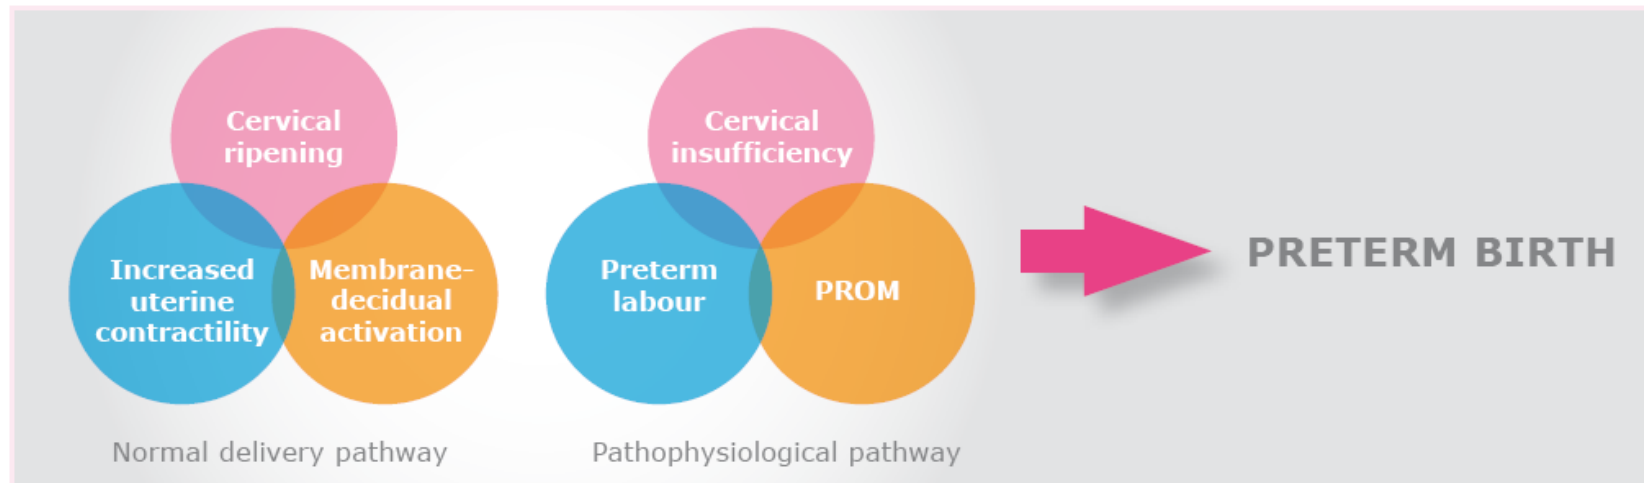 Cervical
ripening
Increased
uterine
contractility
Membrane-
decidual
activation
Normal delivery pathway
Cervical
insufficiency
Preterm
labour
PROM
Pathophysiological pathway
PRETERM BIRTH